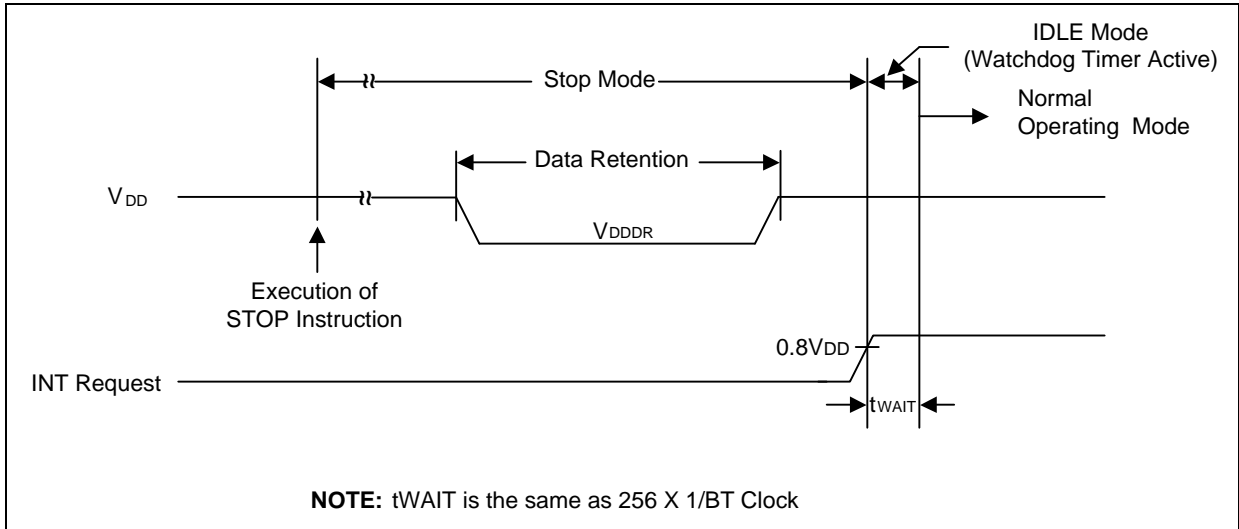 IDLE Mode
(Watchdog Timer Active)
Stop Mode
Normal
Operating Mode
Data Retention
VDD
VDDDR
Execution of
STOP Instruction
0.8VDD
INT Request
tWAIT
NOTE: tWAIT is the same as 256 X 1/BT Clock